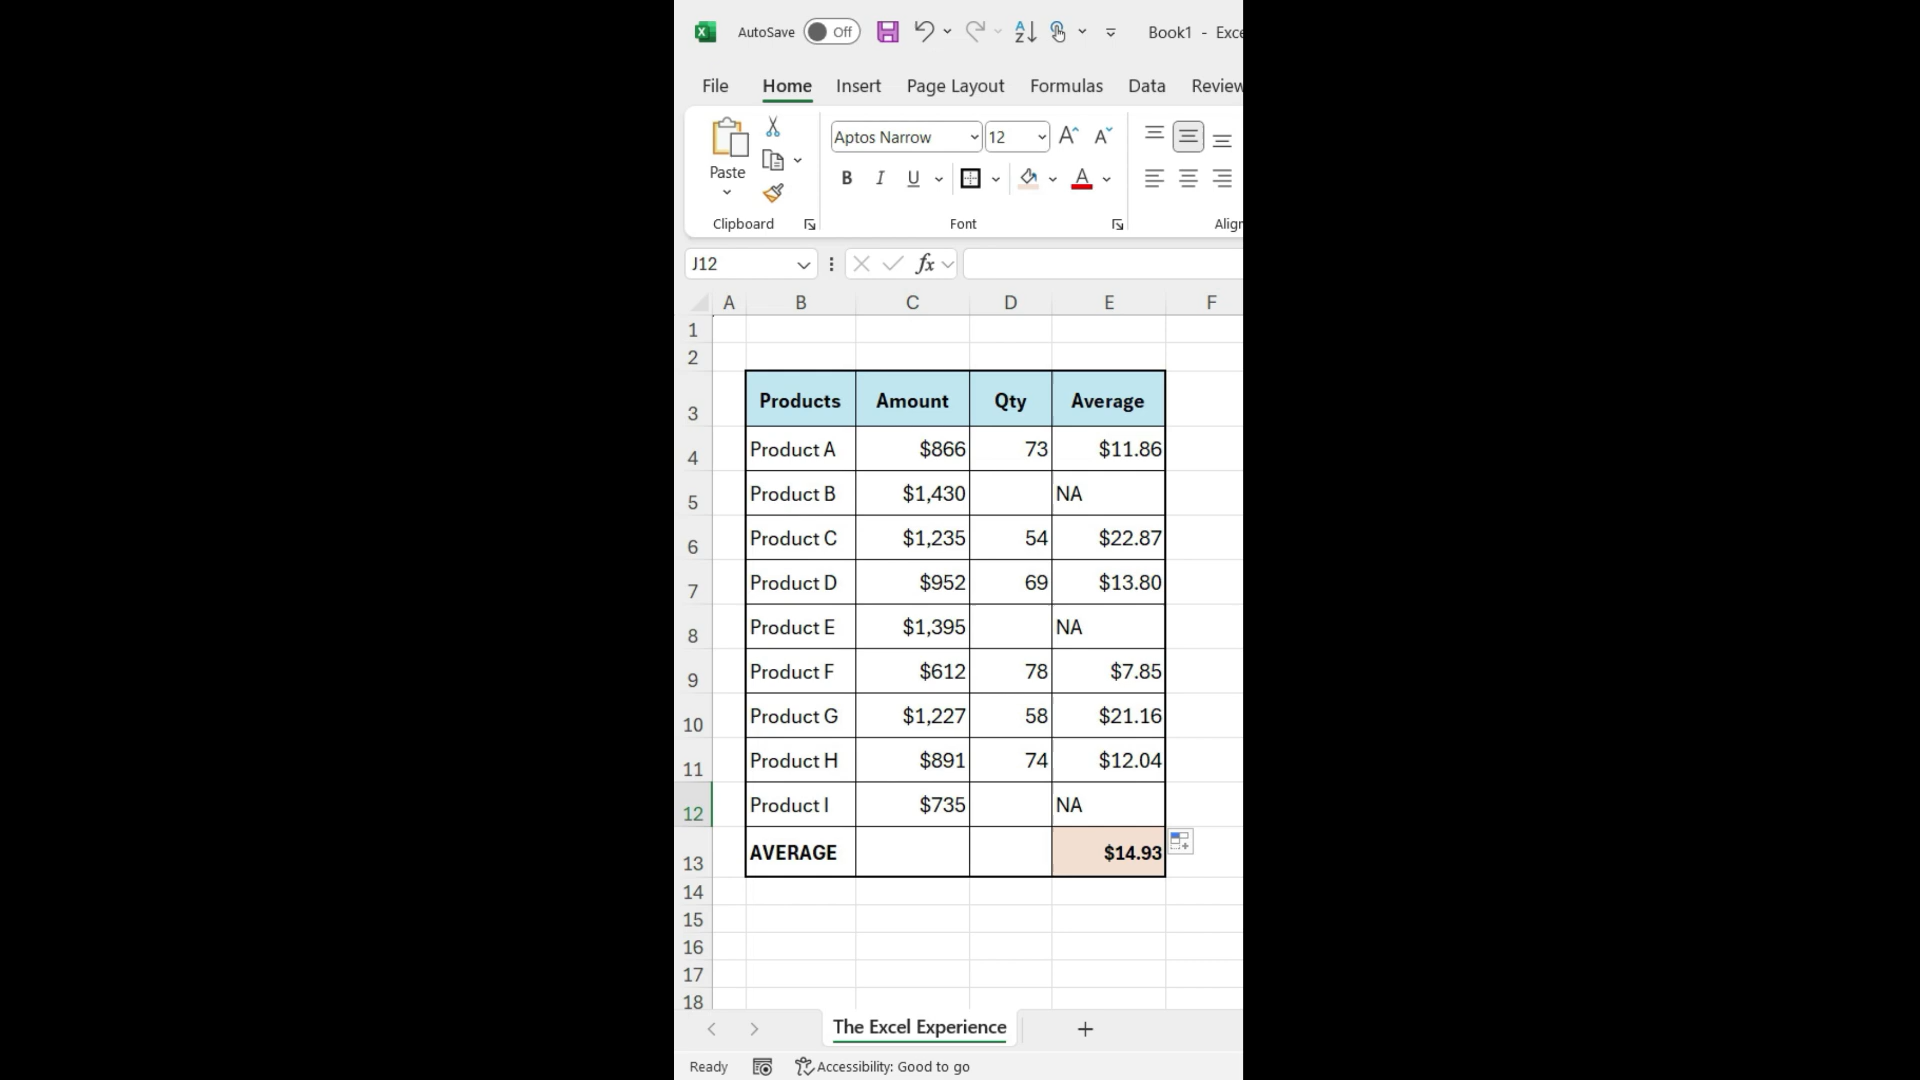 AutoSave Off Book1 - Exce
File Home Insert Page Layout Formulas Data Review
Paste Aptos Narrow 12
B I U A
Clipboard Font Align
J12 fx
A B C D E F
1
2
3 Products Amount Qty Average
4 Product A $866 73 $11.86
5 Product B $1,430 NA
6 Product C $1,235 54 $22.87
7 Product D $952 69 $13.80
8 Product E $1,395 NA
9 Product F $612 78 $7.85
10 Product G $1,227 58 $21.16
11 Product H $891 74 $12.04
12 Product I $735 NA
13 AVERAGE $14.93
14
15
16
17
18
The Excel Experience
Ready Accessibility: Good to go